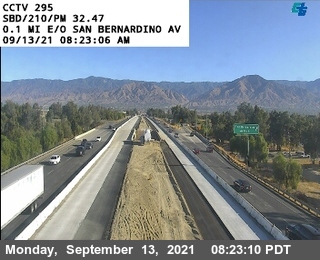 CCTV 295
SBD/210/PM 32.47
0.1 MI E/O SAN BERNARDINO AV
09/13/21 08:23:06 AM
Monday, September 13, 2021 08:23:10 PDT